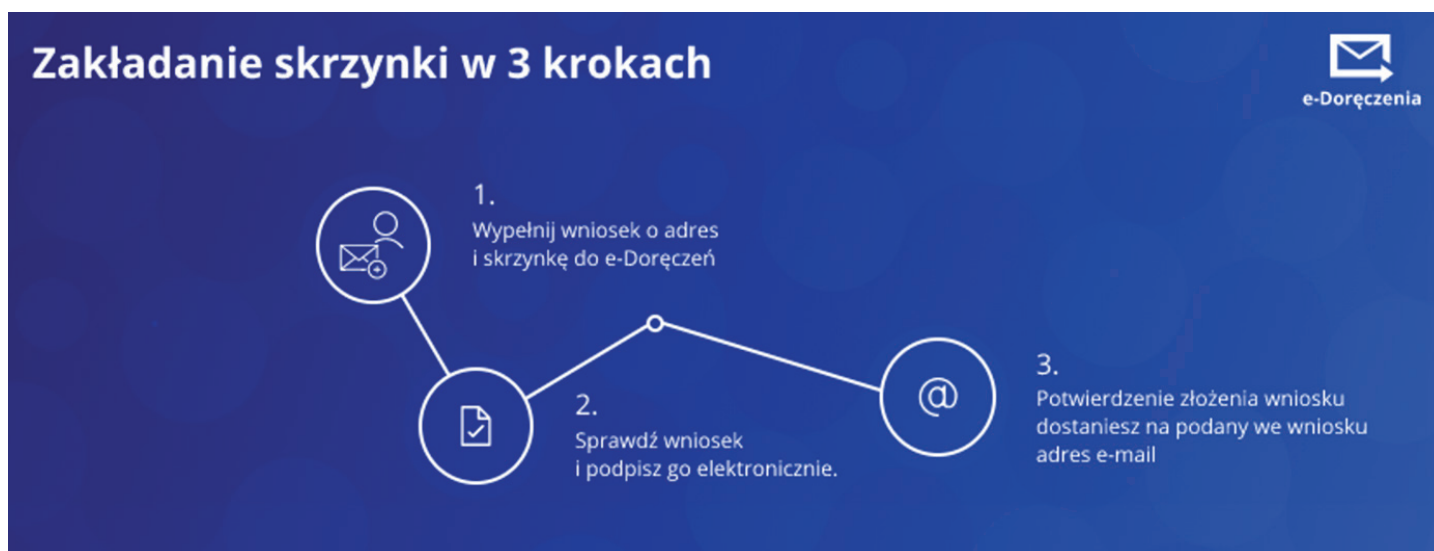 Zakładanie skrzynki w 3 krokach
e-Doręczenia
1.
Wypełnij wniosek o adres
i skrzynkę do e-Doręczeń
2.
Sprawdź wniosek
i podpisz go elektronicznie.
@
3.
Potwierdzenie złożenia wniosku
dostaniesz na podany we wniosku
adres e-mail